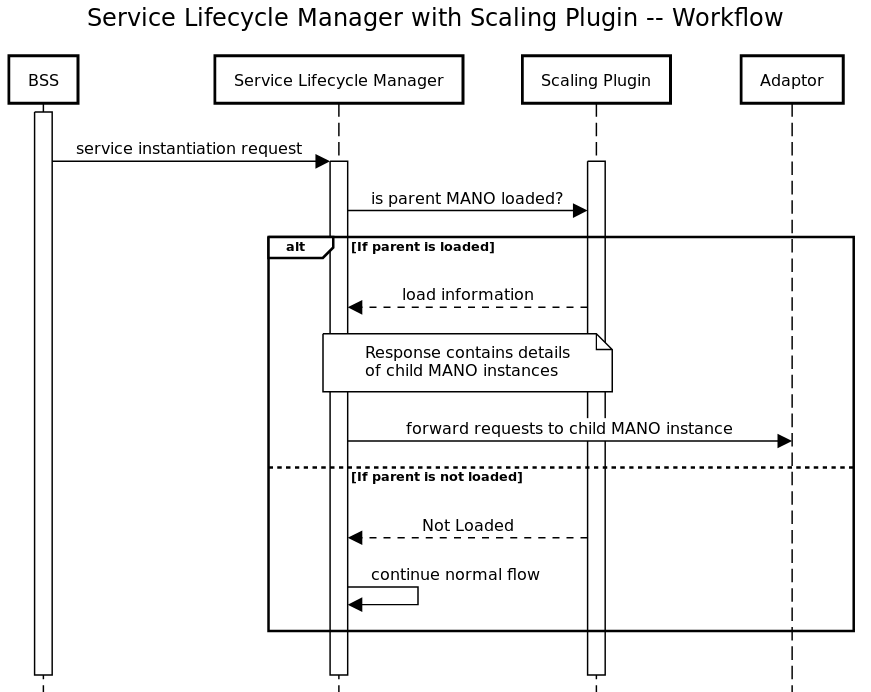 Service Lifecycle Manager with Scaling Plugin -- Workflow
BSS
Service Lifecycle Manager
Scaling Plugin
Adaptor
service instantiation request
is parent MANO loaded?
alt
[If parent is loaded]
load information
Response contains details
of child MANO instances
forward requests to child MANO instance
[If parent is not loaded]
Not Loaded
continue normal flow